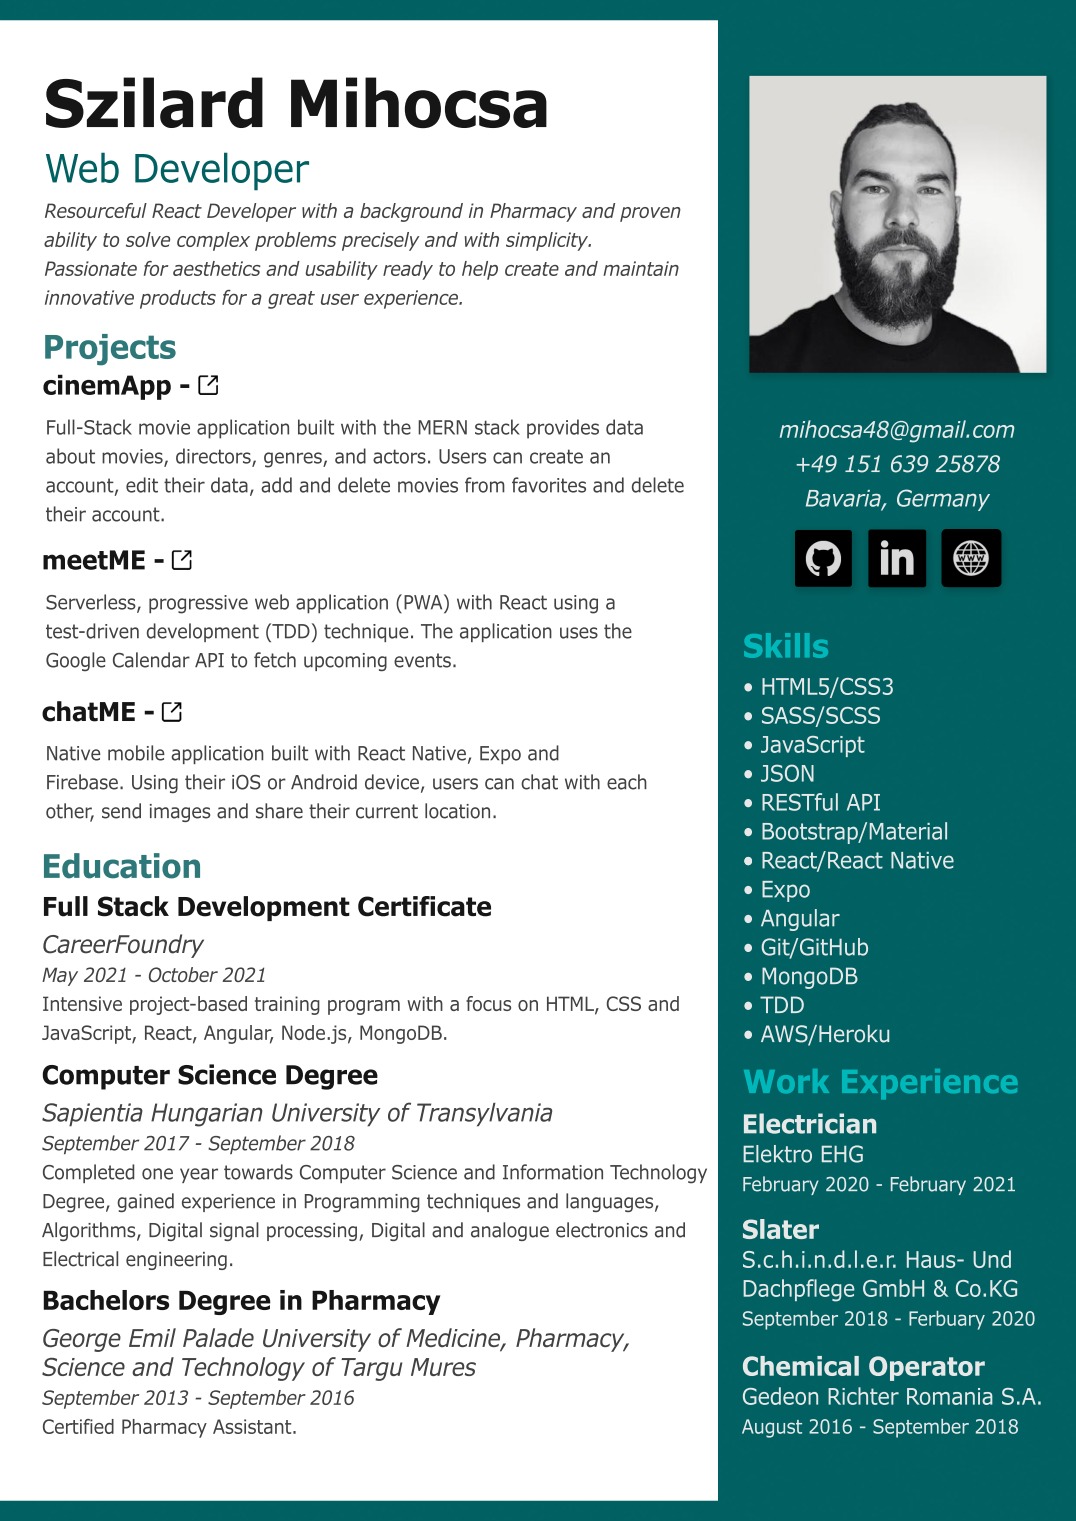 Szilard Mihocsa
Web Developer
Resourceful React Developer with a background in Pharmacy and proven
ability to solve complex problems precisely and with simplicity.
Passionate for aesthetics and usability ready to help create and maintain
innovative products for a great user experience.
Projects
cinemApp -
Full-Stack movie application built with the MERN stack provides data
about movies, directors, genres, and actors. Users can create an
account, edit their data, add and delete movies from favorites and delete
their account.
meetME -
Serverless, progressive web application (PWA) with React using a
test-driven development (TDD) technique. The application uses the
Google Calendar API to fetch upcoming events.
chatME -
Native mobile application built with React Native, Expo and
Firebase. Using their iOS or Android device, users can chat with each
other, send images and share their current location.
Education
Full Stack Development Certificate
CareerFoundry
May 2021 - October 2021
Intensive project-based training program with a focus on HTML, CSS and
JavaScript, React, Angular, Node.js, MongoDB.
Computer Science Degree
Sapientia Hungarian University of Transylvania
September 2017 - September 2018
Completed one year towards Computer Science and Information Technology
Degree, gained experience in Programming techniques and languages,
Algorithms, Digital signal processing, Digital and analogue electronics and
Electrical engineering.
Bachelors Degree in Pharmacy
George Emil Palade University of Medicine, Pharmacy,
Science and Technology of Targu Mures
September 2013 - September 2016
Certified Pharmacy Assistant.
mihocsa48@gmail.com
+49 151 639 25878
Bavaria, Germany
in
www
Skills
• HTML5/CSS3
• SASS/SCSS
• JavaScript
• JSON
• RESTful API
• Bootstrap/Material
• React/React Native
• Expo
• Angular
• Git/GitHub
• MongoDB
• TDD
• AWS/Heroku
Work Experience
Electrician
Elektro EHG
February 2020 - February 2021
Slater
S.c.h.i.n.d.l.e.r. Haus- Und
Dachpflege GmbH & Co.KG
September 2018 - Ferbuary 2020
Chemical Operator
Gedeon Richter Romania S.A.
August 2016 - September 2018